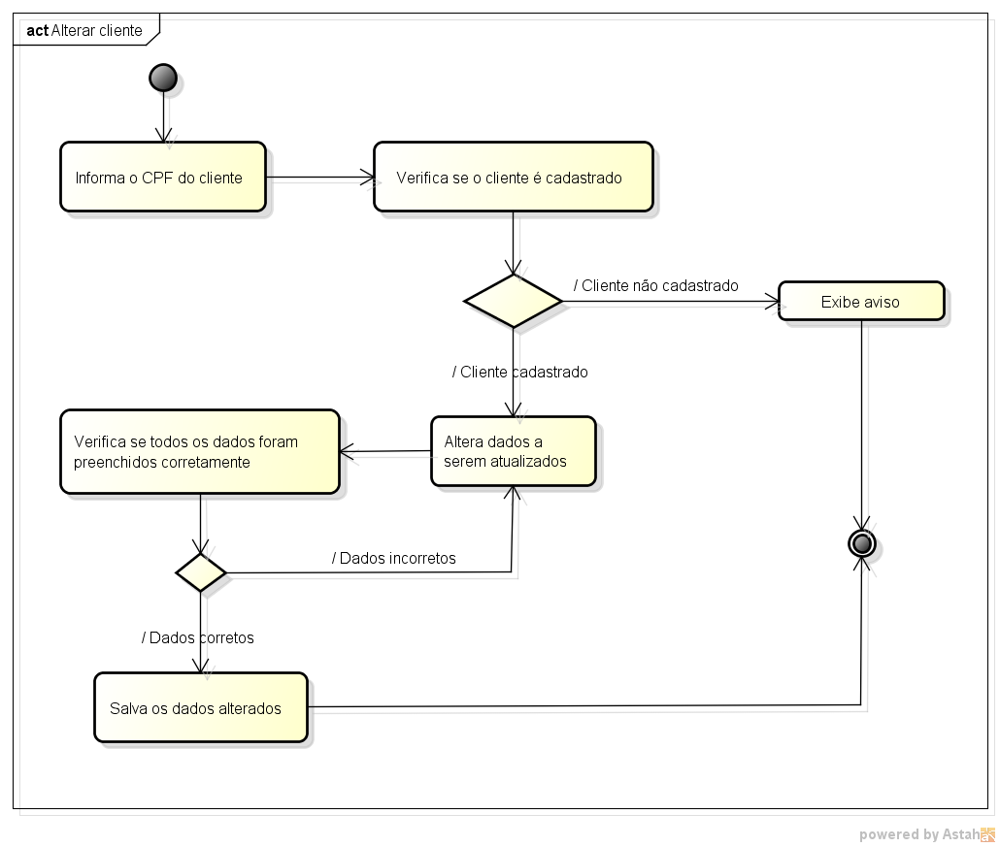 act Alterar cliente
Informa o CPF do cliente
Verifica se o cliente é cadastrado
/ Cliente não cadastrado
Exibe aviso
/ Cliente cadastrado
Verifica se todos os dados foram
preenchidos corretamente
Altera dados a
serem atualizados
/ Dados incorretos
/ Dados corretos
Salva os dados alterados
powered by Astah